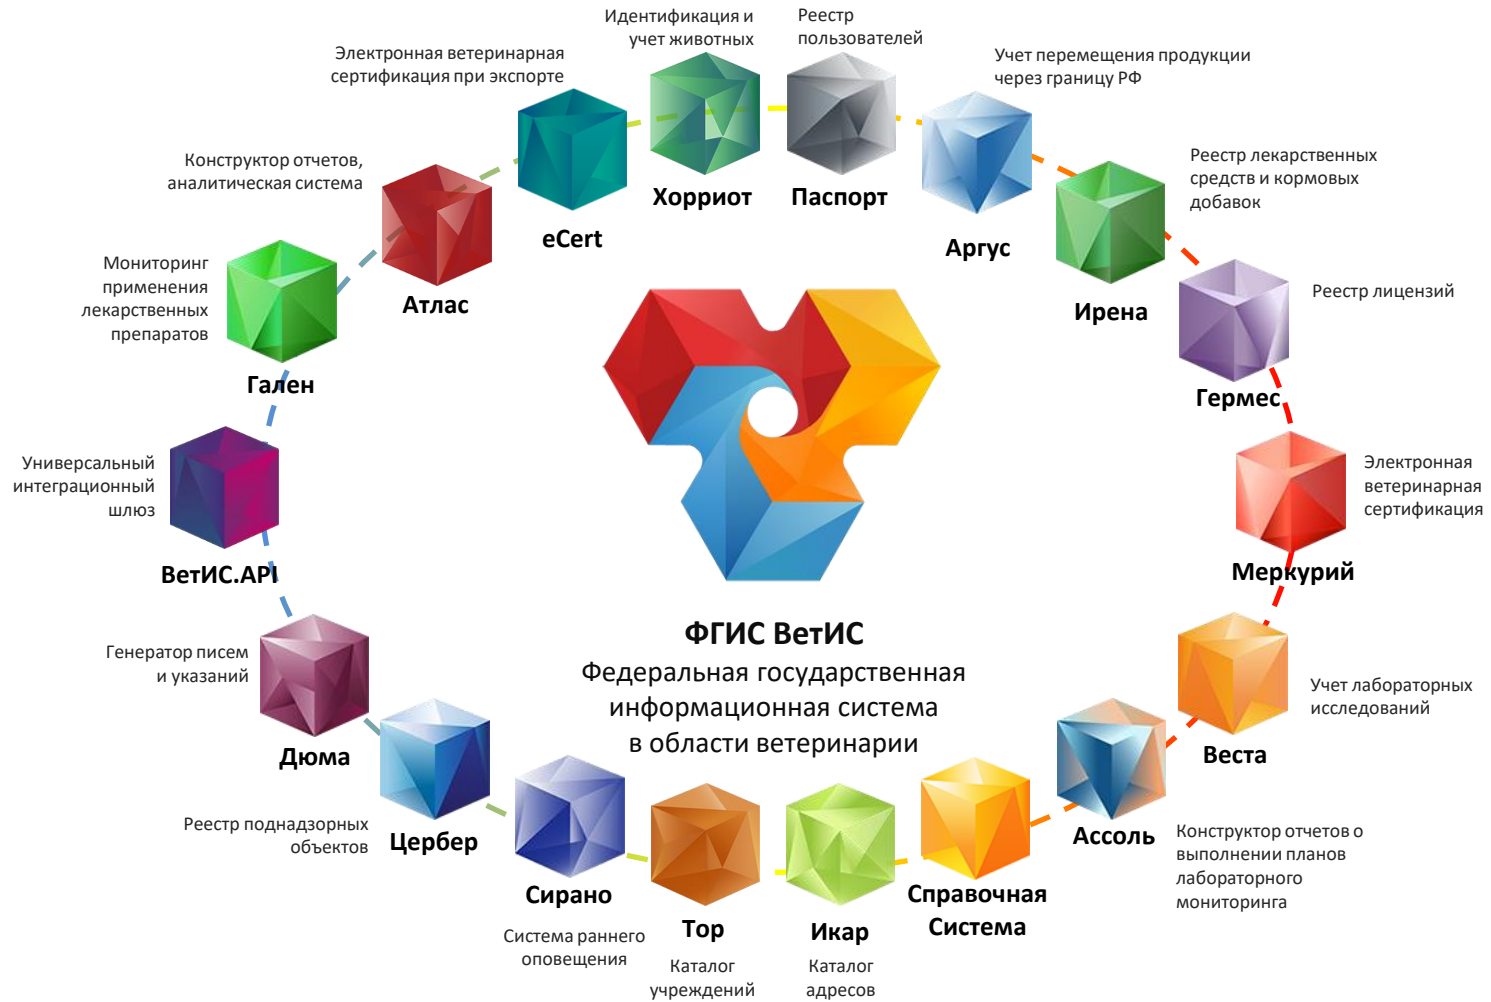 Идентификация и
учет животных
Хорриот
Реестр
пользователей
Паспорт
Учет перемещения продукции
через границу РФ
Аргус
Реестр лекарственных
средств и кормовых
добавок
Ирена
Реестр лицензий
Гермес
Электронная
ветеринарная
сертификация
Меркурий
Учет лабораторных
исследований
Веста
Ассоль
Конструктор отчетов о
выполнении планов
лабораторного
мониторинга
Справочная
Система
Икар
Каталог
адресов
Тор
Каталог
учреждений
Сирано
Система раннего
оповещения
Реестр поднадзорных
объектов
Цербер
Генератор писем
и указаний
Дюма
Универсальный
интеграционный
шлюз
ВетИС.API
Мониторинг
применения
лекарственных
препаратов
Гален
Конструктор отчетов,
аналитическая система
Атлас
Электронная ветеринарная
сертификация при экспорте
eCert
ФГИС ВетИС
Федеральная государственная
информационная система
в области ветеринарии